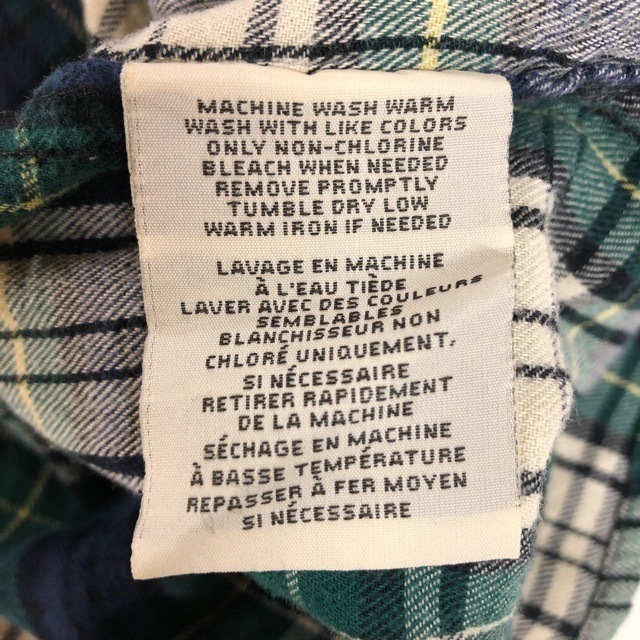 MACHINE WASH WARM
WASH WITH LIKE COLORS
ONLY NON-CHLORINE
BLEACH WHEN NEEDED
REMOVE PROMPTLY
TUMBLE DRY LOW
WARM IRON IF NEEDED
LAVAGE EN MACHINE
À L'EAU TIÈDE
LAVER AVEC DES COULEURS
SEMBLABLES
BLANCHISSEUR NON
CHLORÉ UNIQUEMENT,
SI NÉCESSAIRE
RETIRER RAPIDEMENT
DE LA MACHINE
SÉCHAGE EN MACHINE
À BASSE TEMPÉRATURE
REPASSER À FER MOYEN
SI NÉCESSAIRE